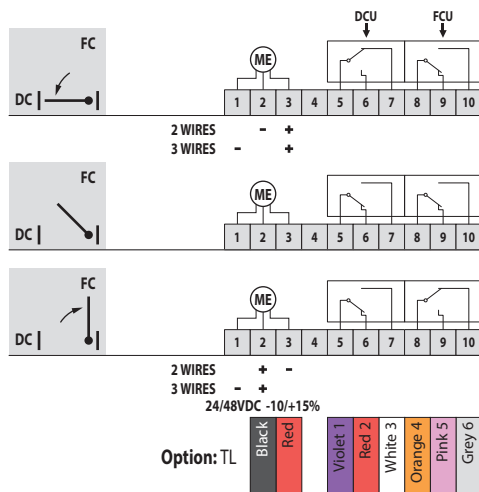 DCU FCU
FC
ME
DC
1 2 3 4 5 6 7 8 9 10
2 WIRES - +
3 WIRES - +
FC
ME
DC
1 2 3 4 5 6 7 8 9 10
FC
ME
DC
1 2 3 4 5 6 7 8 9 10
2 WIRES + -
3 WIRES - +
24/48VDC -10/+15%
Option: TL Black Red Violet 1 Red 2 White 3 Orange 4 Pink 5 Grey 6